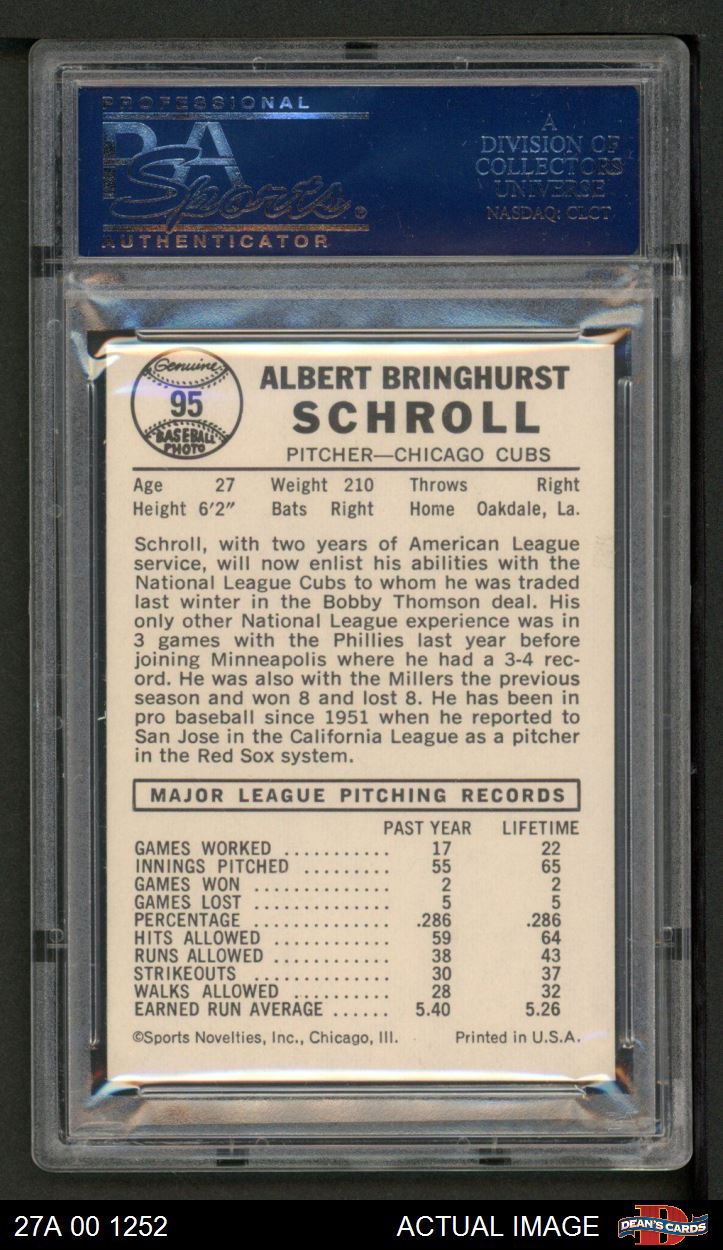 PROFESSIONAL
PSA
Sports®
AUTHENTICATOR
A
DIVISION OF
COLLECTORS
UNIVERSE
NASDAQ: CLCT
Genuine
95
BASEBALL
PHOTO
ALBERT BRINGHURST
SCHROLL
PITCHER—CHICAGO CUBS
Age 27 Weight 210 Throws Right
Height 6'2" Bats Right Home Oakdale, La.
Schroll, with two years of American League
service, will now enlist his abilities with the
National League Cubs to whom he was traded
last winter in the Bobby Thomson deal. His
only other National League experience was in
3 games with the Phillies last year before
joining Minneapolis where he had a 3-4 rec-
ord. He was also with the Millers the previous
season and won 8 and lost 8. He has been in
pro baseball since 1951 when he reported to
San Jose in the California League as a pitcher
in the Red Sox system.
MAJOR LEAGUE PITCHING RECORDS
PAST YEAR LIFETIME
GAMES WORKED ........... 17 22
INNINGS PITCHED ......... 55 65
GAMES WON .............. 2 2
GAMES LOST ............. 5 5
PERCENTAGE .............. .286 .286
HITS ALLOWED ............ 59 64
RUNS ALLOWED ........... 38 43
STRIKEOUTS .............. 30 37
WALKS ALLOWED .......... 28 32
EARNED RUN AVERAGE ...... 5.40 5.26
©Sports Novelties, Inc., Chicago, Ill. Printed in U.S.A.
27A 00 1252 ACTUAL IMAGE DEAN'S CARDS